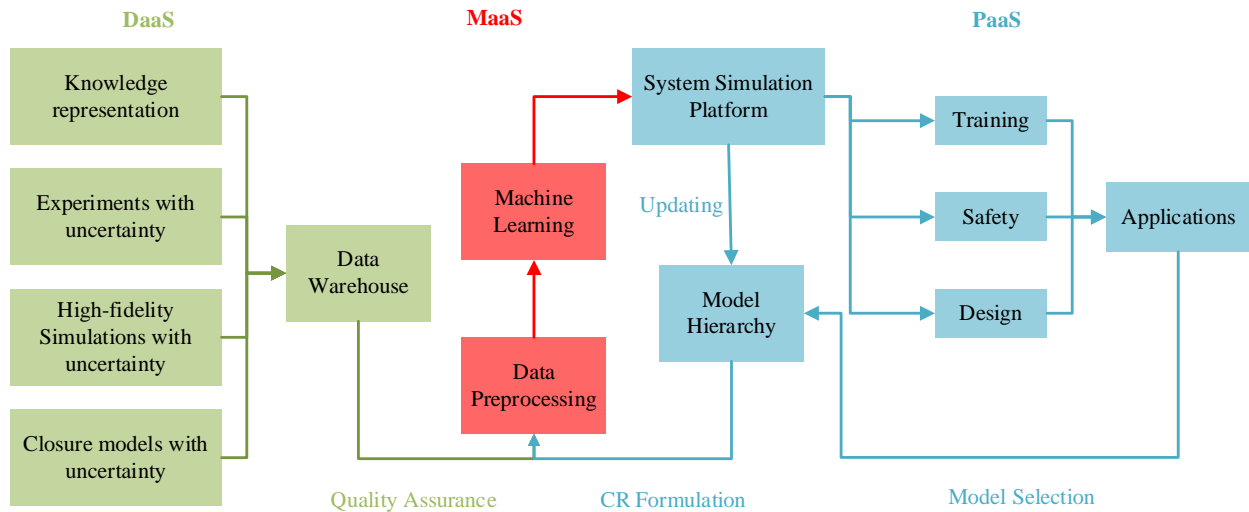 DaaS
MaaS
PaaS
Knowledge
representation
Experiments with
uncertainty
High-fidelity
Simulations with
uncertainty
Closure models with
uncertainty
Data
Warehouse
Machine
Learning
Data
Preprocessing
System Simulation
Platform
Updating
Model
Hierarchy
Training
Safety
Design
Applications
Quality Assurance
CR Formulation
Model Selection